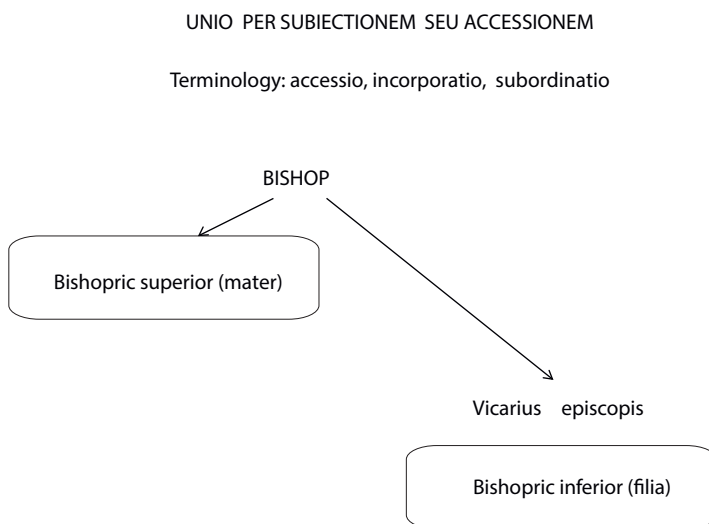 UNIO PER SUBIECTIONEM SEU ACCESSIONEM
Terminology: accessio, incorporatio, subordinatio
BISHOP
Bishopric superior (mater)
Vicarius episcopis
Bishopric inferior (filia)